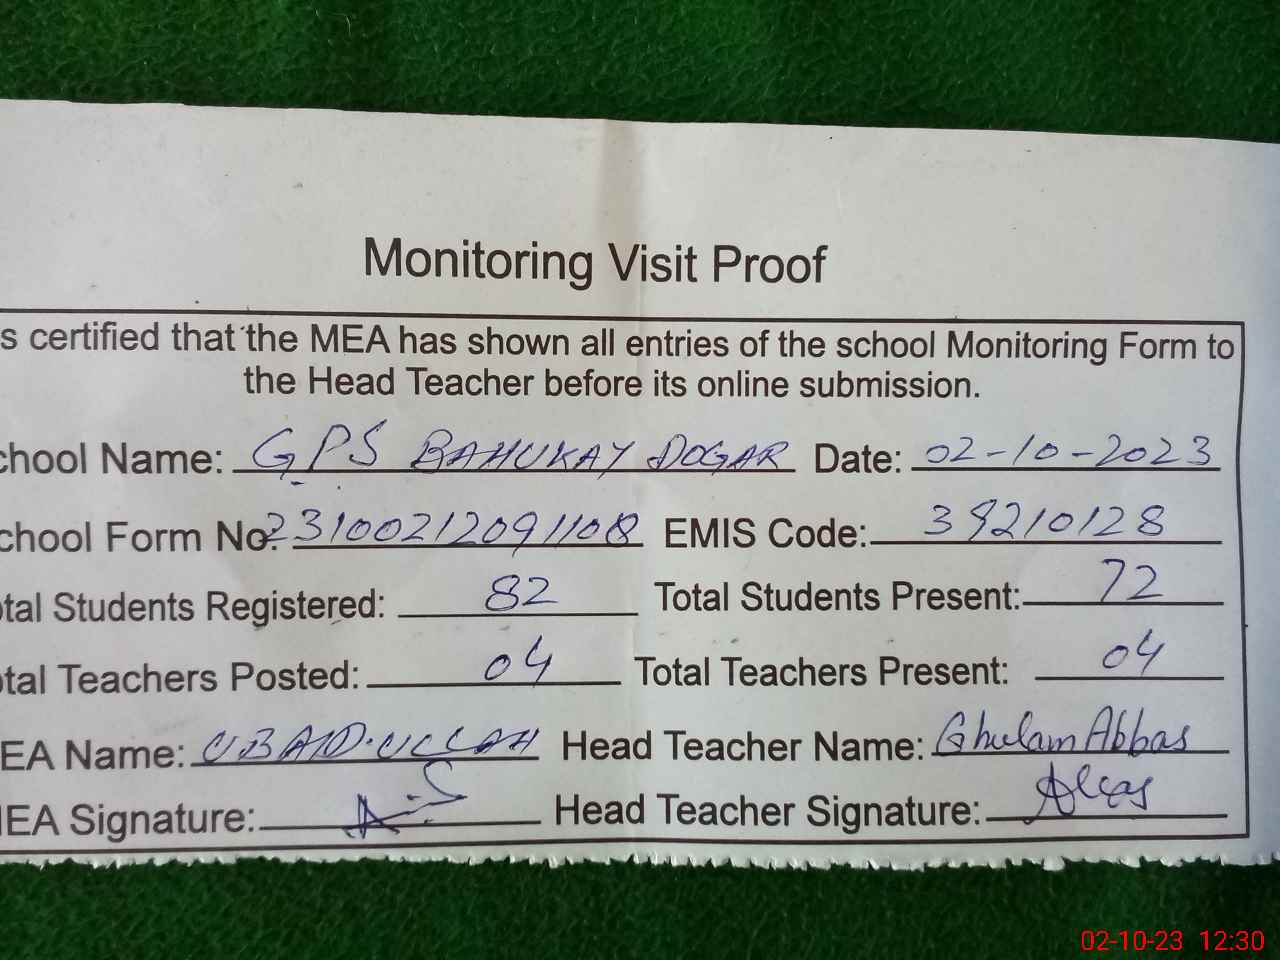 Monitoring Visit Proof
s certified that the MEA has shown all entries of the school Monitoring Form to
the Head Teacher before its online submission.
chool Name: GPS BAHUKAY DOGAR Date: 02-10-2023
chool Form No. 23100212091108 EMIS Code: 39210128
otal Students Registered: 82 Total Students Present: 72
otal Teachers Posted: 04 Total Teachers Present: 04
EA Name: UBAID.ULLAH Head Teacher Name: Ghulam Abbas
MEA Signature: Head Teacher Signature:
02-10-23 12:30